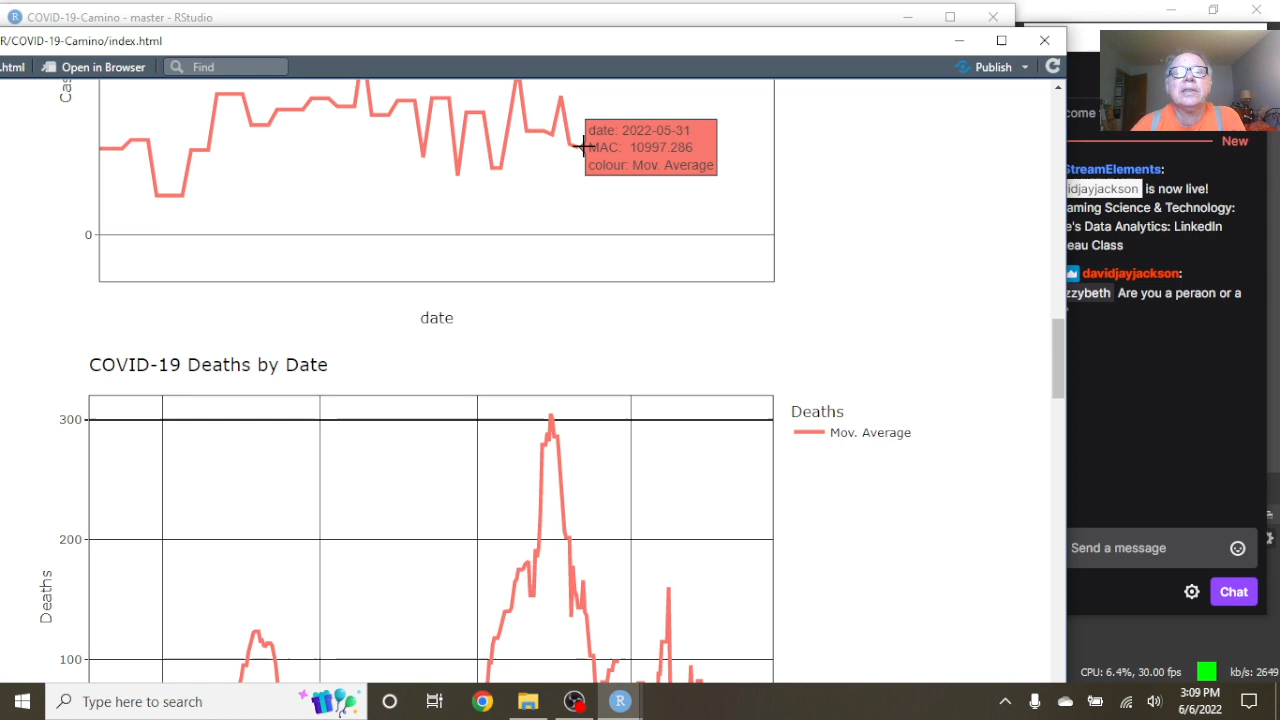 COVID-19-Camino - master - RStudio
R/COVID-19-Camino/index.html
.html
Open in Browser
Find
Publish
Cas
date: 2022-05-31
MAC: 10997.286
colour: Mov. Average
0
date
COVID-19 Deaths by Date
300
200
100
Deaths
Deaths
Mov. Average
come
New
StreamElements:
idjayjackson is now live!
aming Science & Technology:
e's Data Analytics: LinkedIn
eau Class
davidjayjackson:
zzybeth Are you a peraon or a
Send a message
Chat
CPU: 6.4%, 30.00 fps
kb/s: 2649
Type here to search
3:09 PM
6/6/2022